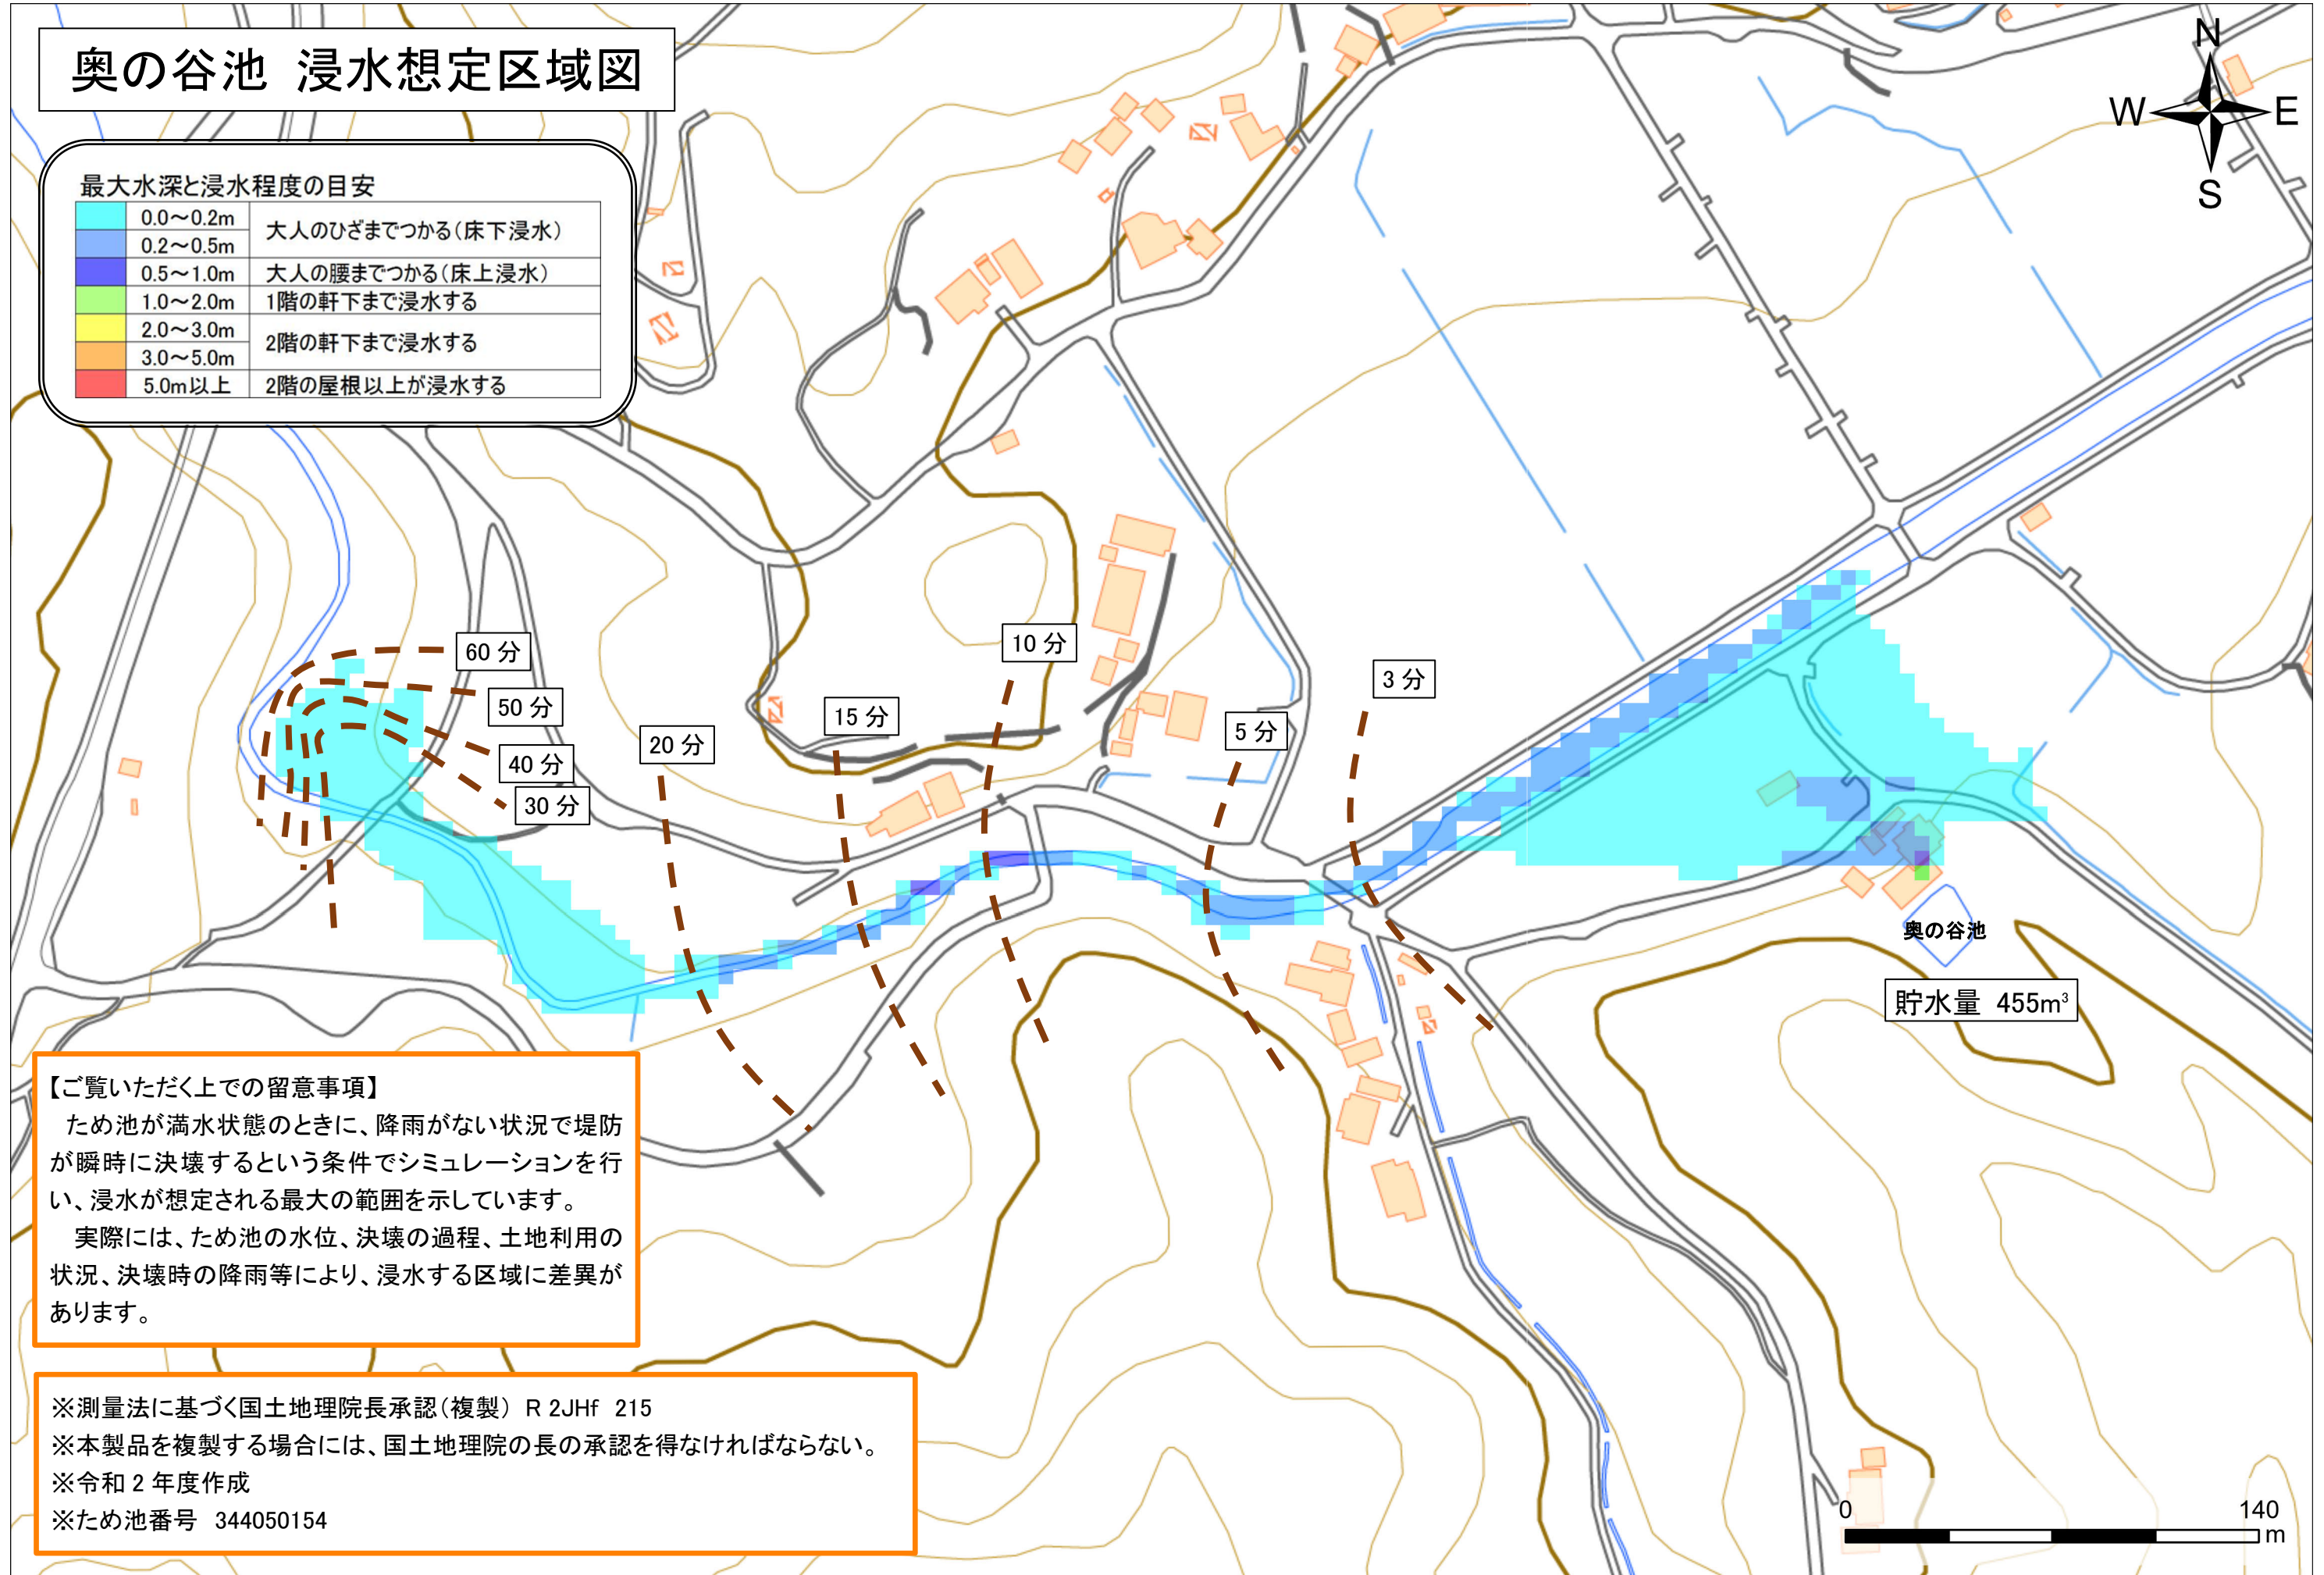 奥の谷池 浸水想定区域図
N
W E
S
最大水深と浸水程度の目安
0.0～0.2m
大人のひざまでつかる(床下浸水)
0.2～0.5m
0.5～1.0m 大人の腰までつかる(床上浸水)
1.0～2.0m 1階の軒下まで浸水する
2.0～3.0m
2階の軒下まで浸水する
3.0～5.0m
5.0m以上 2階の屋根以上が浸水する
60 分
50 分
40 分
30 分
20 分
15 分
10 分
5 分
3 分
奥の谷池
貯水量 455m³
【ご覧いただく上での留意事項】
ため池が満水状態のときに、降雨がない状況で堤防
が瞬時に決壊するという条件でシミュレーションを行
い、浸水が想定される最大の範囲を示しています。
実際には、ため池の水位、決壊の過程、土地利用の
状況、決壊時の降雨等により、浸水する区域に差異が
あります。
※測量法に基づく国土地理院長承認(複製) R 2JHf 215
※本製品を複製する場合には、国土地理院の長の承認を得なければならない。
※令和 2 年度作成
※ため池番号 344050154
0 140
m